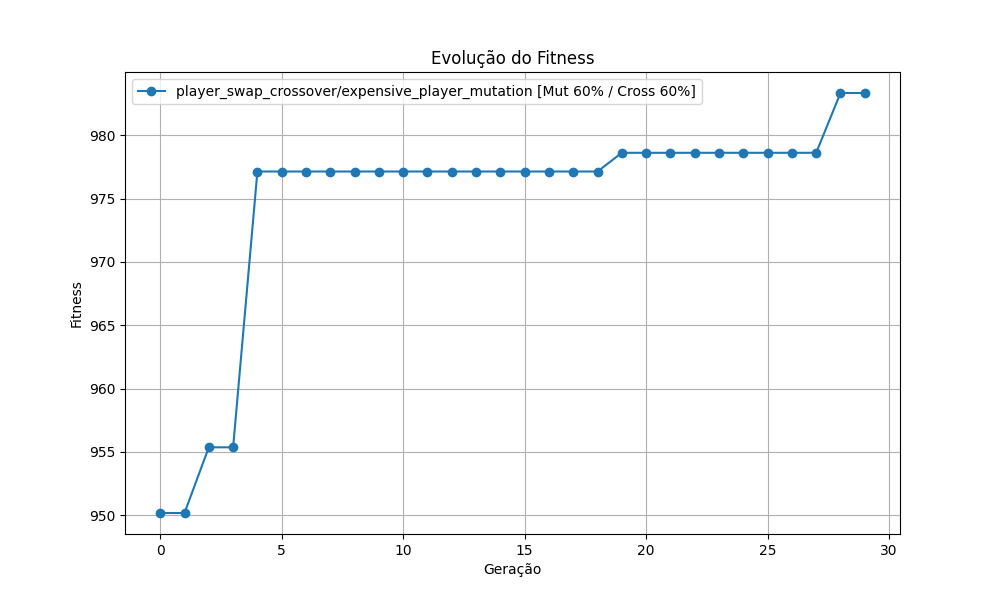 Evolução do Fitness
player_swap_crossover/expensive_player_mutation [Mut 60% / Cross 60%]
980
975
970
965
960
955
950
Fitness
0 5 10 15 20 25 30
Geração